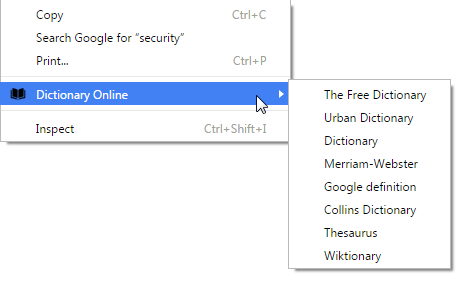 Copy Ctrl+C
Search Google for “security”
Print... Ctrl+P
Dictionary Online
Inspect Ctrl+Shift+I
The Free Dictionary
Urban Dictionary
Dictionary
Merriam-Webster
Google definition
Collins Dictionary
Thesaurus
Wiktionary